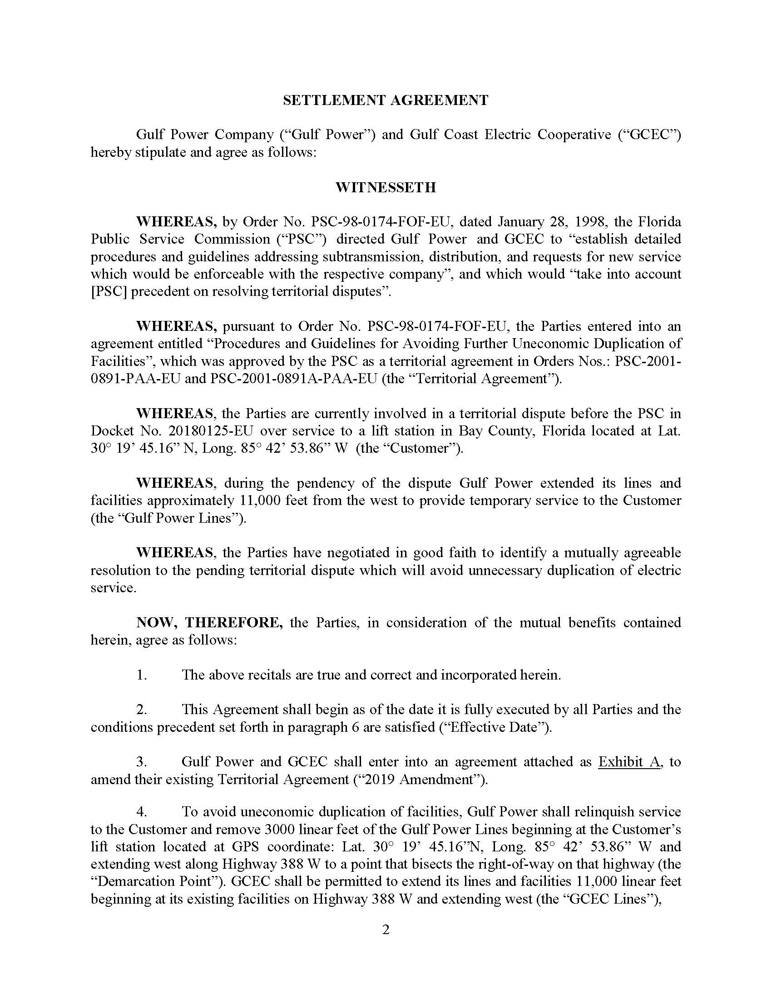 SETTLEMENT AGREEMENT
Gulf Power Company (“Gulf Power”) and Gulf Coast Electric Cooperative (“GCEC”)
hereby stipulate and agree as follows:
WITNESSETH
WHEREAS, by Order No. PSC-98-0174-FOF-EU, dated January 28, 1998, the Florida
Public Service Commission (“PSC”) directed Gulf Power and GCEC to “establish detailed
procedures and guidelines addressing subtransmission, distribution, and requests for new service
which would be enforceable with the respective company”, and which would “take into account
[PSC] precedent on resolving territorial disputes”.
WHEREAS, pursuant to Order No. PSC-98-0174-FOF-EU, the Parties entered into an
agreement entitled “Procedures and Guidelines for Avoiding Further Uneconomic Duplication of
Facilities”, which was approved by the PSC as a territorial agreement in Orders Nos.: PSC-2001-
0891-PAA-EU and PSC-2001-0891A-PAA-EU (the “Territorial Agreement”).
WHEREAS, the Parties are currently involved in a territorial dispute before the PSC in
Docket No. 20180125-EU over service to a lift station in Bay County, Florida located at Lat.
30° 19’ 45.16” N, Long. 85° 42’ 53.86” W (the “Customer”).
WHEREAS, during the pendency of the dispute Gulf Power extended its lines and
facilities approximately 11,000 feet from the west to provide temporary service to the Customer
(the “Gulf Power Lines”).
WHEREAS, the Parties have negotiated in good faith to identify a mutually agreeable
resolution to the pending territorial dispute which will avoid unnecessary duplication of electric
service.
NOW, THEREFORE, the Parties, in consideration of the mutual benefits contained
herein, agree as follows:
1. The above recitals are true and correct and incorporated herein.
2. This Agreement shall begin as of the date it is fully executed by all Parties and the
conditions precedent set forth in paragraph 6 are satisfied (“Effective Date”).
3. Gulf Power and GCEC shall enter into an agreement attached as Exhibit A, to
amend their existing Territorial Agreement (“2019 Amendment”).
4. To avoid uneconomic duplication of facilities, Gulf Power shall relinquish service
to the Customer and remove 3000 linear feet of the Gulf Power Lines beginning at the Customer’s
lift station located at GPS coordinate: Lat. 30° 19’ 45.16”N, Long. 85° 42’ 53.86” W and
extending west along Highway 388 W to a point that bisects the right-of-way on that highway (the
“Demarcation Point”). GCEC shall be permitted to extend its lines and facilities 11,000 linear feet
beginning at its existing facilities on Highway 388 W and extending west (the “GCEC Lines”),
2